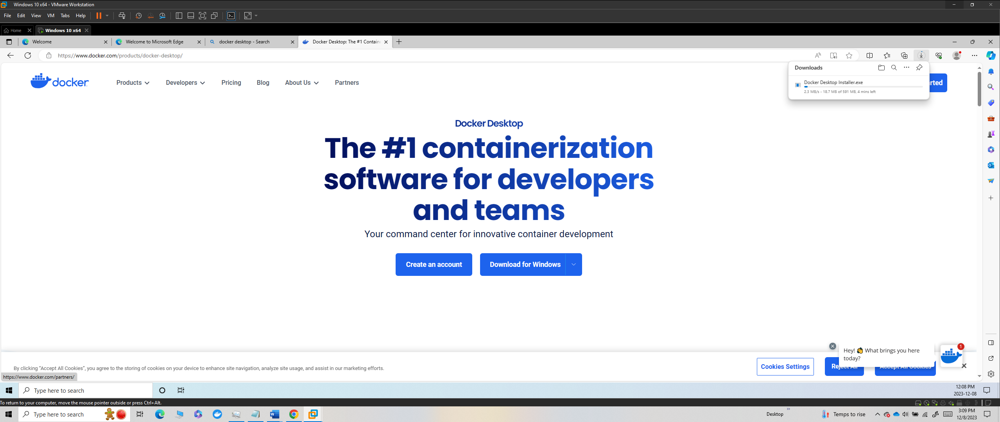 Windows 10 x64 - VMware Workstation
File Edit View VM Tabs Help
Home Windows 10 x64
Welcome Welcome to Microsoft Edge docker desktop - Search Docker Desktop: The #1 Contain
https://www.docker.com/products/docker-desktop/
Downloads
Docker Desktop Installer.exe
2.3 MB/s - 18.7 MB of 591 MB, 4 mins left
docker Products Developers Pricing Blog About Us Partners rted
Docker Desktop
The #1 containerization
software for developers
and teams
Your command center for innovative container development
Create an account Download for Windows
Hey! 👋 What brings you here
today?
1
By clicking “Accept All Cookies”, you agree to the storing of cookies on your device to enhance site navigation, analyze site usage, and assist in our marketing efforts.
Cookies Settings Reject All Accept All Cookies
https://www.docker.com/partners/
Type here to search
12:08 PM
2023-12-08
To return to your computer, move the mouse pointer outside or press Ctrl+Alt.
Type here to search
Desktop Temps to rise
3:09 PM
12/8/2023